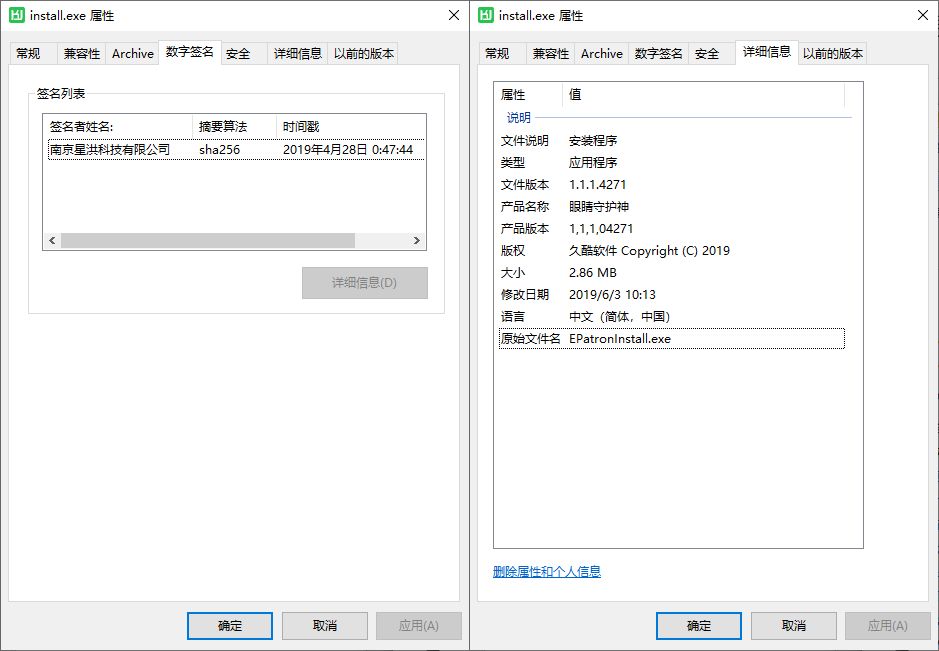 install.exe 属性
常规 兼容性 Archive 数字签名 安全 详细信息 以前的版本
签名列表
签名者姓名: 摘要算法 时间戳
南京星洪科技有限公司 sha256 2019年4月28日 0:47:44
详细信息(D)
确定 取消 应用(A)
install.exe 属性
常规 兼容性 Archive 数字签名 安全 详细信息 以前的版本
属性 值
说明
文件说明 安装程序
类型 应用程序
文件版本 1.1.1.4271
产品名称 眼睛守护神
产品版本 1,1,1,04271
版权 久酷软件 Copyright (C) 2019
大小 2.86 MB
修改日期 2019/6/3 10:13
语言 中文（简体，中国）
原始文件名 EPatronInstall.exe
删除属性和个人信息
确定 取消 应用(A)